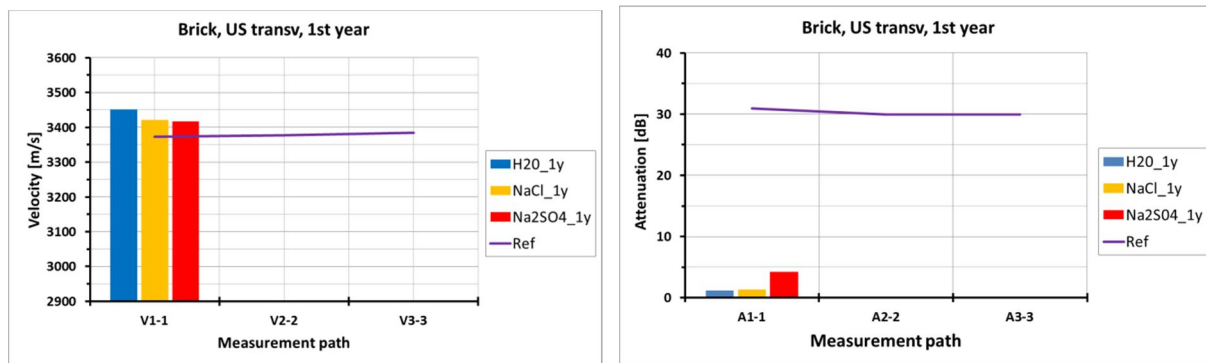 Brick, US transv, 1st year
3600
3500
3400
3300
3200
3100
3000
2900
Velocity [m/s]
V1-1 V2-2 V3-3
Measurement path
H20_1y
NaCl_1y
Na2SO4_1y
Ref
Brick, US transv, 1st year
40
30
20
10
0
Attenuation [dB]
A1-1 A2-2 A3-3
Measurement path
H20_1y
NaCl_1y
Na2S04_1y
Ref